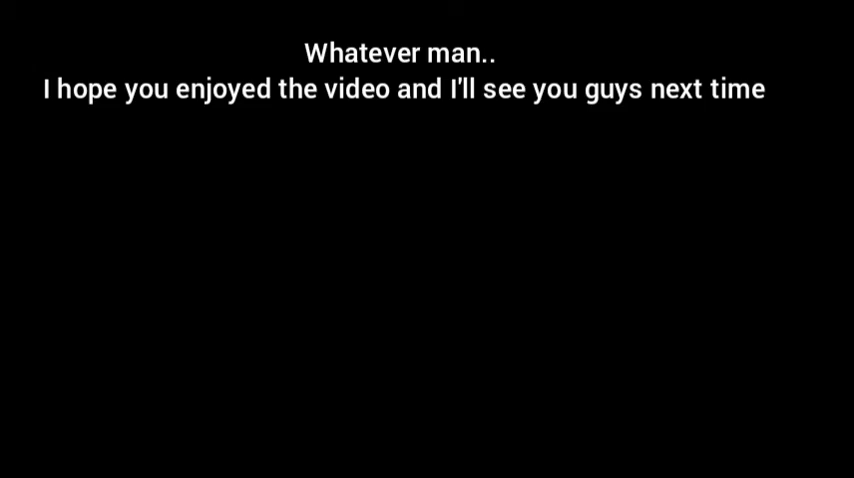 Whatever man..
I hope you enjoyed the video and I'll see you guys next time